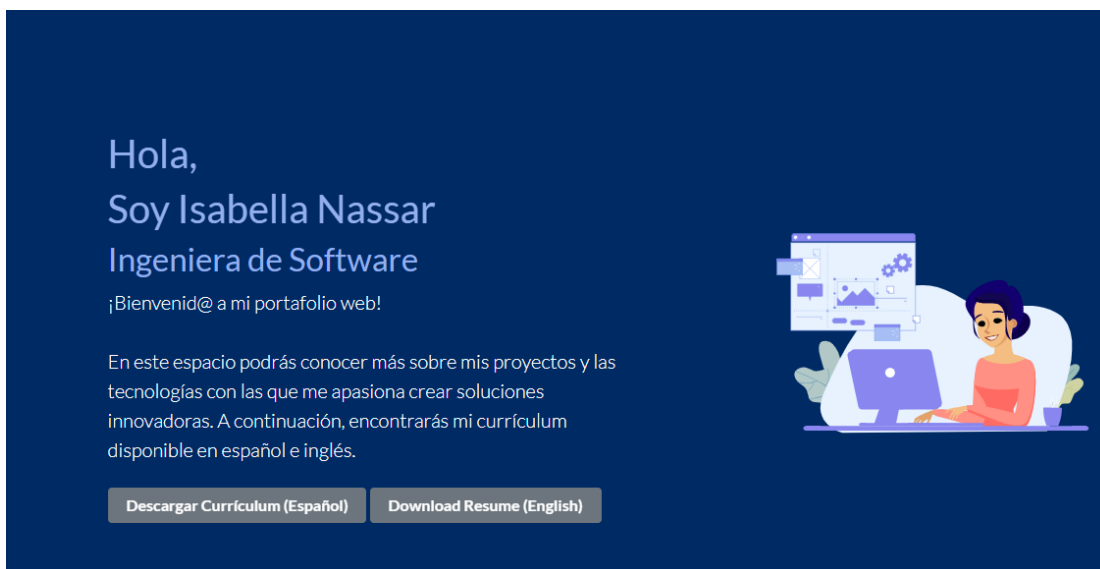 Hola,
Soy Isabella Nassar
Ingeniera de Software
¡Bienvenid@ a mi portafolio web!
En este espacio podrás conocer más sobre mis proyectos y las
tecnologías con las que me apasiona crear soluciones
innovadoras. A continuación, encontrarás mi currículum
disponible en español e inglés.
Descargar Currículum (Español)
Download Resume (English)